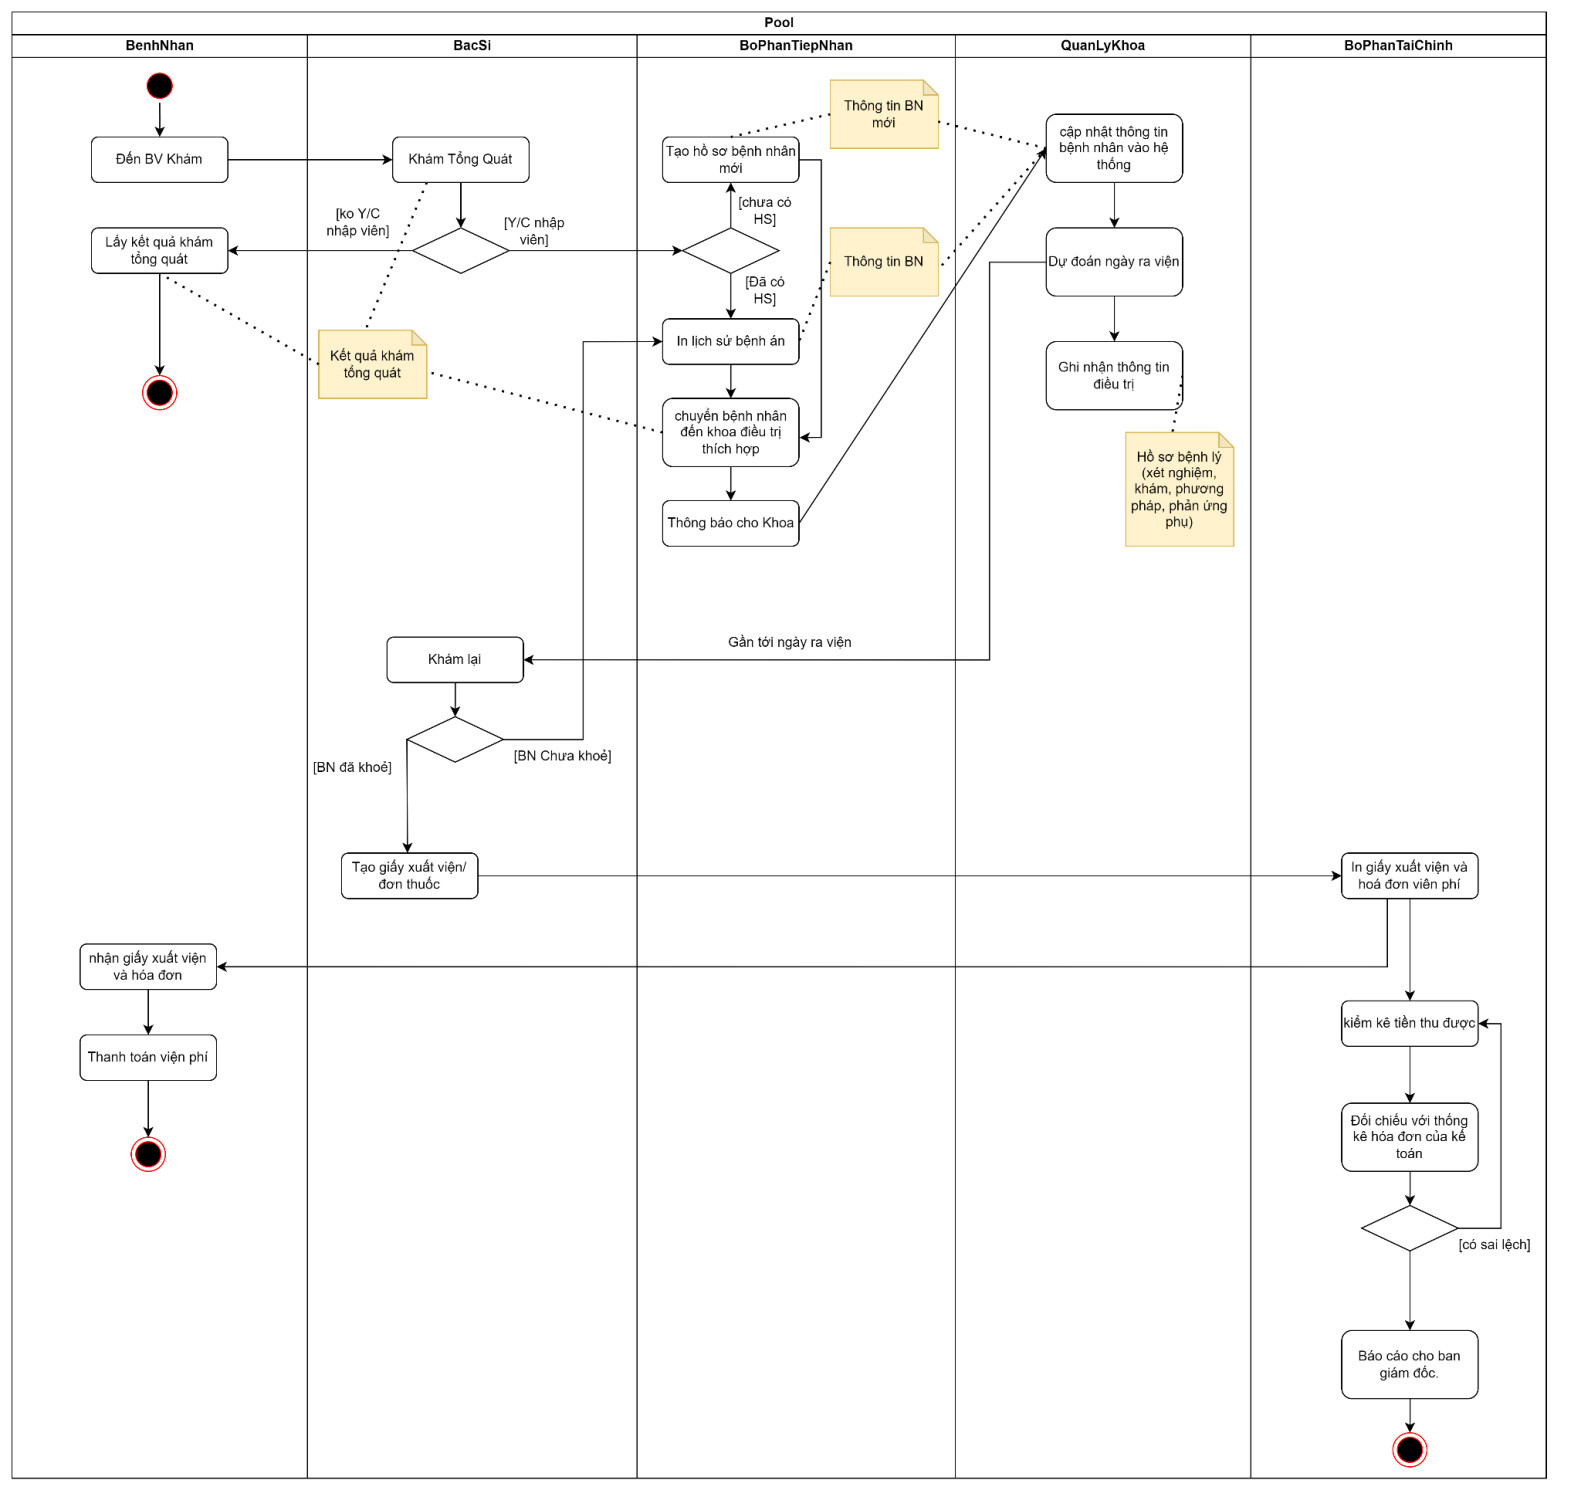 Pool
BenhNhan
BacSi
BoPhanTiepNhan
QuanLyKhoa
BoPhanTaiChinh
Đến BV Khám
Khám Tổng Quát
Tạo hồ sơ bệnh nhân
mới
Thông tin BN
mới
cập nhật thông tin
bệnh nhân vào hệ
thống
[ko Y/C
nhập viên]
[Y/C nhập
viên]
[chưa có
HS]
Lấy kết quả khám
tổng quát
Thông tin BN
Dự đoán ngày ra viện
[Đã có
HS]
In lịch sử bệnh án
Kết quả khám
tổng quát
Ghi nhận thông tin
điều trị
chuyển bệnh nhân
đến khoa điều trị
thích hợp
Hồ sơ bệnh lý
(xét nghiệm,
khám, phương
pháp, phản ứng
phụ)
Thông báo cho Khoa
Gần tới ngày ra viện
Khám lại
[BN đã khoẻ]
[BN Chưa khoẻ]
Tạo giấy xuất viện/
đơn thuốc
In giấy xuất viện và
hoá đơn viên phí
nhận giấy xuất viện
và hóa đơn
kiểm kê tiền thu được
Thanh toán viện phí
Đối chiếu với thống
kê hóa đơn của kế
toán
[có sai lệch]
Báo cáo cho ban
giám đốc.